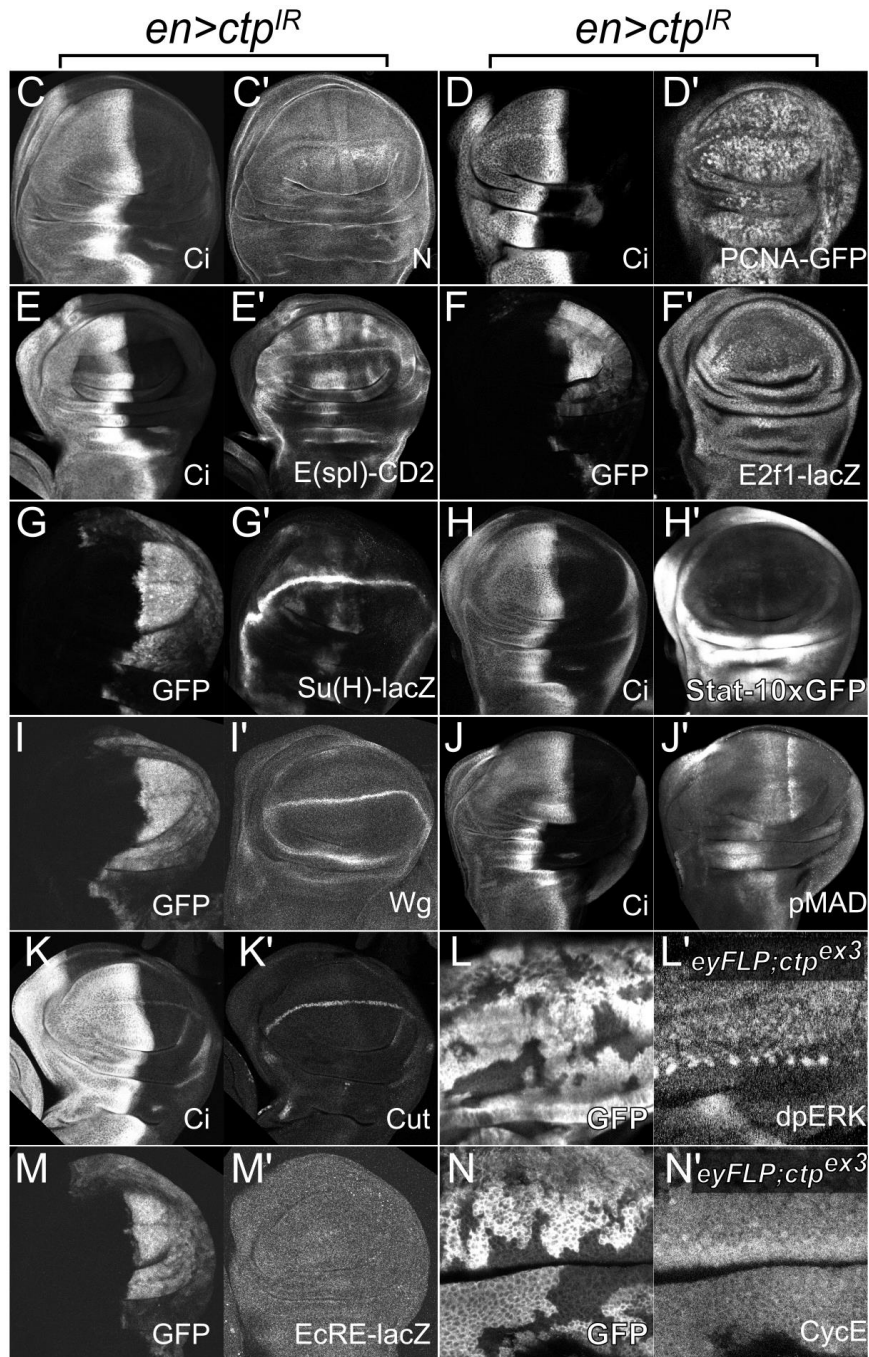 en>ctp^IR en>ctp^IR
C C' D D'
Ci N Ci PCNA-GFP
E E' F F'
Ci E(spl)-CD2 GFP E2f1-lacZ
G G' H H'
GFP Su(H)-lacZ Ci Stat-10xGFP
I I' J J'
GFP Wg Ci pMAD
K K' L L' eyFLP;ctp^ex3
Ci Cut GFP dpERK
M M' N N' eyFLP;ctp^ex3
GFP EcRE-lacZ GFP CycE